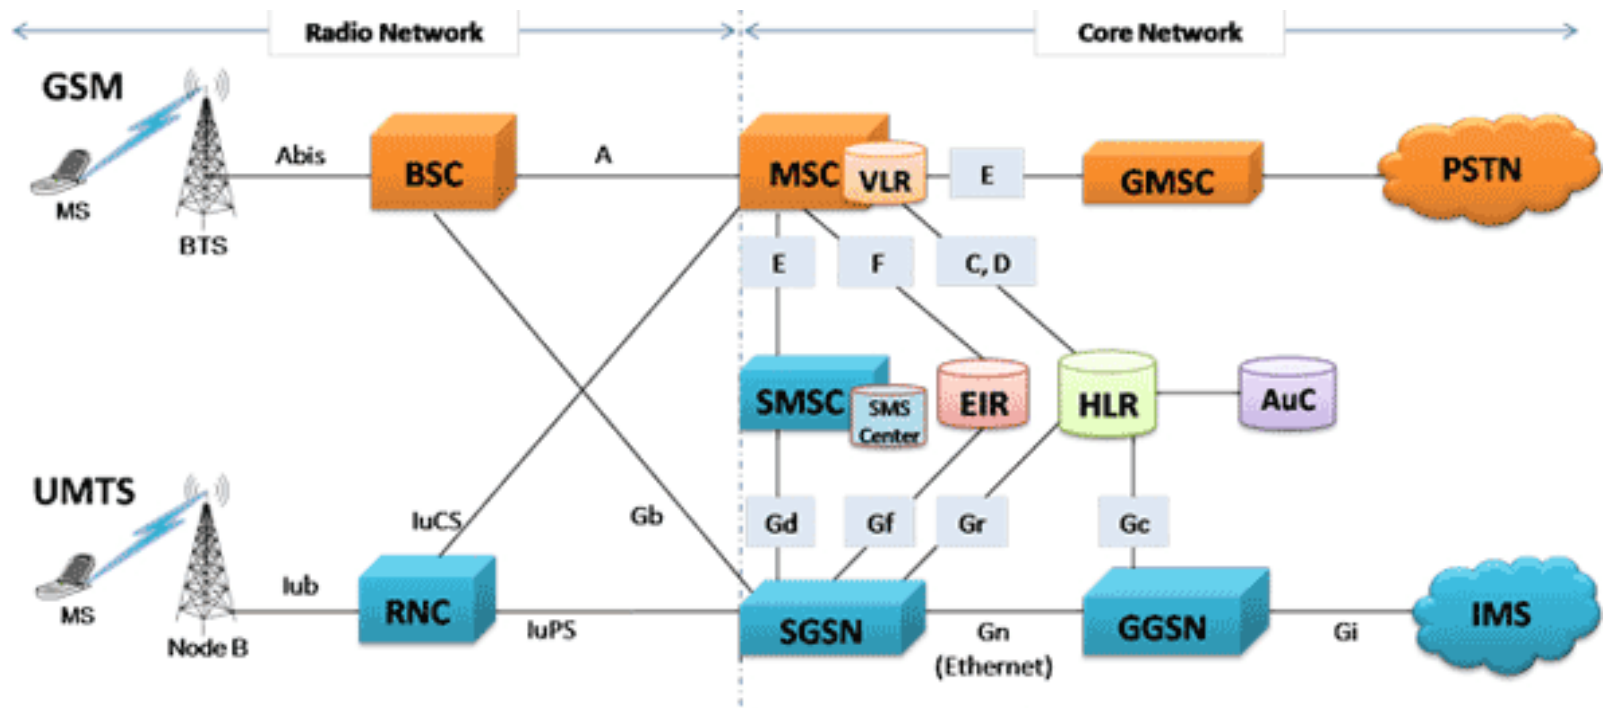 Radio Network
Core Network
GSM
MS
BTS
Abis
BSC
A
MSC
VLR
E
GMSC
PSTN
E
F
C, D
SMSC
SMS
Center
EIR
HLR
AuC
UMTS
MS
Node B
Iub
RNC
IuCS
Gb
IuPS
Gd
Gf
Gr
Gc
SGSN
Gn
(Ethernet)
GGSN
Gi
IMS